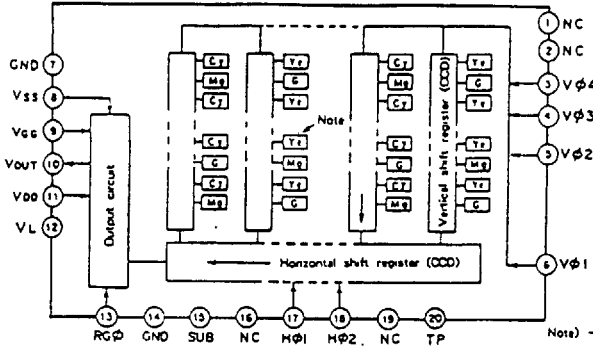 1 NC
2 NC
GND 7
VSS 8
VGG 9
VOUT 10
VDD 11
VL 12
3 Vφ4
4 Vφ3
5 Vφ2
6 Vφ1
Cy Ye Cy Ye
Mg G Mg G
Cy Ye Cy Ye
Note
Cy Ye Cy Ye
G Mg G Mg
Cy Ye Cy Ye
Mg G Mg G
Vertical shift register (CCD)
Output circuit
Horizontal shift register (CCD)
13 14 15 16 17 18 19 20
RGφ GND SUB NC Hφ1 Hφ2. NC TP
Note) -